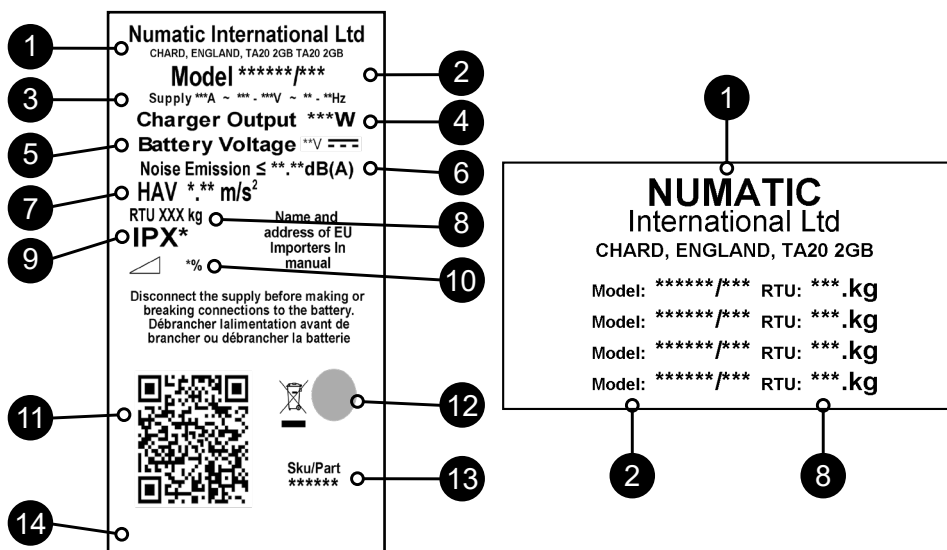 1
Numatic International Ltd
CHARD, ENGLAND, TA20 2GB TA20 2GB
Model ******/***
2
3
Supply ***A ~ *** - ***V ~ ** - **Hz
Charger Output ***W
4
5
Battery Voltage **V
Noise Emission ≤ **.**dB(A)
6
7
HAV *.** m/s²
RTU XXX kg
8
9
IPX*
Name and
address of EU
Importers In
manual
*%
10
Disconnect the supply before making or
breaking connections to the battery.
Débrancher lalimentation avant de
brancher ou débrancher la batterie
11
12
Sku/Part
******
13
14
1
NUMATIC
International Ltd
CHARD, ENGLAND, TA20 2GB
Model: ******/*** RTU: ***.kg
Model: ******/*** RTU: ***.kg
Model: ******/*** RTU: ***.kg
Model: ******/*** RTU: ***.kg
2
8